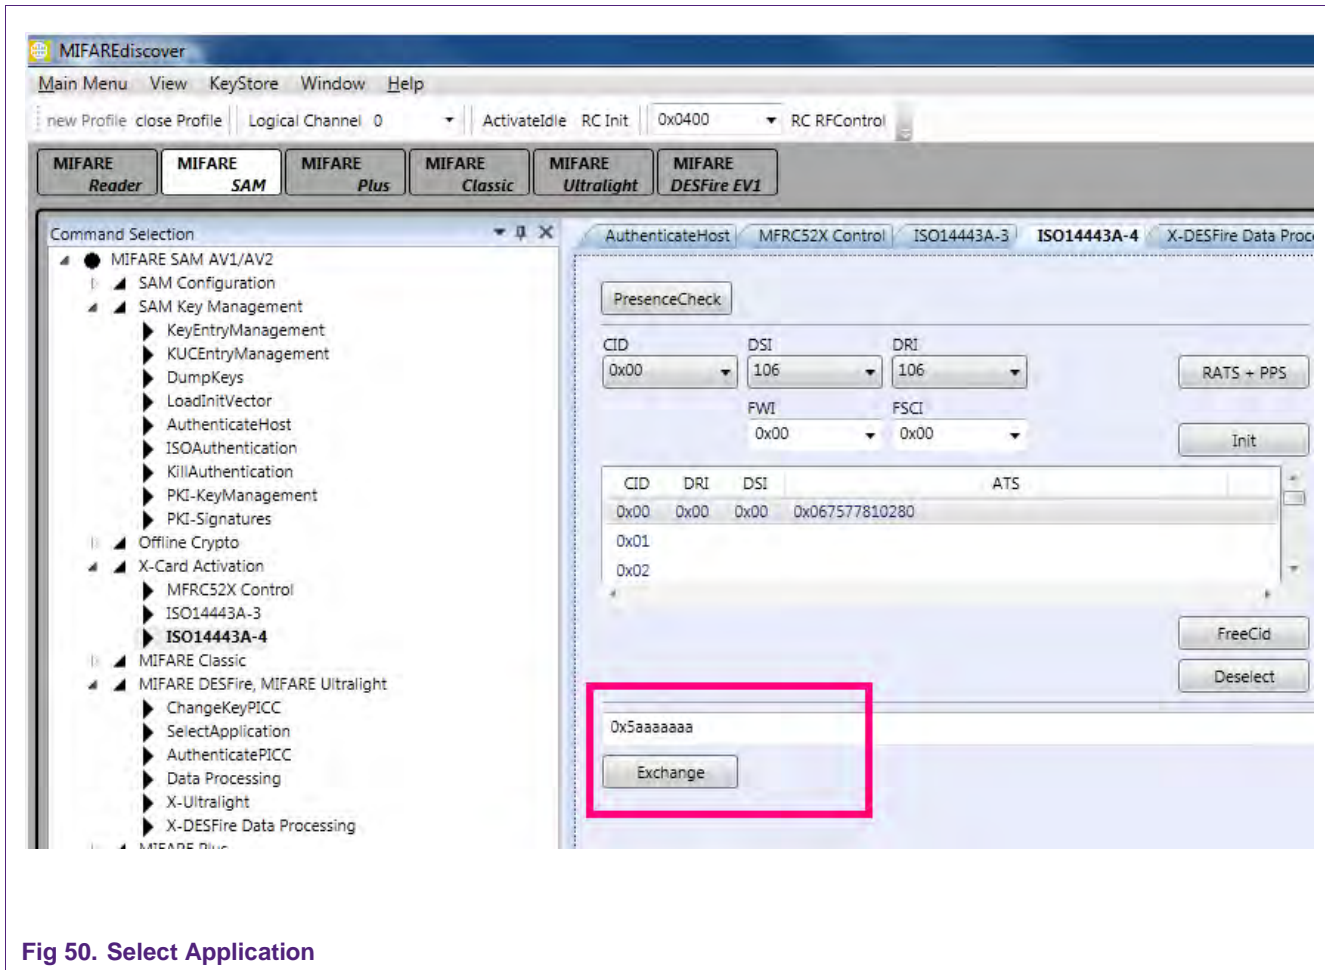 MIFAREdiscover
Main Menu View KeyStore Window Help
new Profile close Profile Logical Channel 0 ActivateIdle RC Init 0x0400 RC RFControl
MIFARE Reader MIFARE SAM MIFARE Plus MIFARE Classic MIFARE Ultralight MIFARE DESFire EV1
Command Selection
MIFARE SAM AV1/AV2
SAM Configuration
SAM Key Management
KeyEntryManagement
KUCEntryManagement
DumpKeys
LoadInitVector
AuthenticateHost
ISOAuthentication
KillAuthentication
PKI-KeyManagement
PKI-Signatures
Offline Crypto
X-Card Activation
MFRC52X Control
ISO14443A-3
ISO14443A-4
MIFARE Classic
MIFARE DESFire, MIFARE Ultralight
ChangeKeyPICC
SelectApplication
AuthenticatePICC
Data Processing
X-Ultralight
X-DESFire Data Processing
MIFARE Plus
AuthenticateHost MFRC52X Control ISO14443A-3 ISO14443A-4 X-DESFire Data Proc
PresenceCheck
CID DSI DRI
0x00 106 106 RATS + PPS
FWI FSCI
0x00 0x00 Init
CID DRI DSI ATS
0x00 0x00 0x00 0x067577810280
0x01
0x02
FreeCid
Deselect
0x5aaaaaaa
Exchange
Fig 50. Select Application